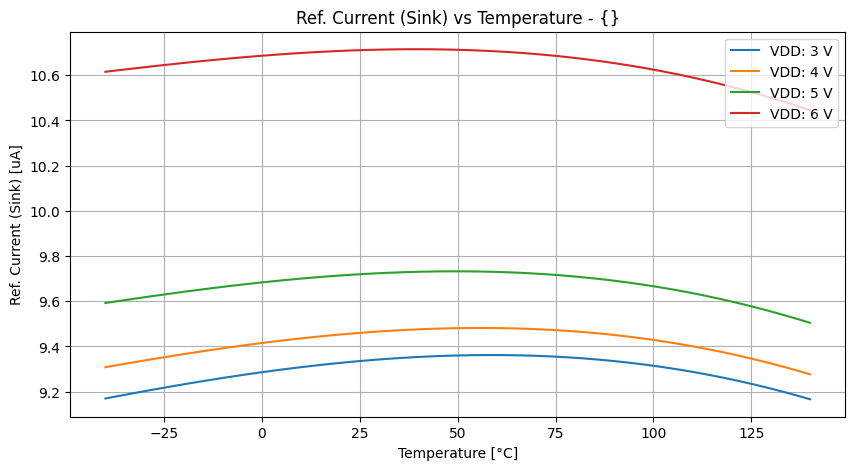 Ref. Current (Sink) vs Temperature - {}
VDD: 3 V
VDD: 4 V
VDD: 5 V
VDD: 6 V
Ref. Current (Sink) [uA]
10.6
10.4
10.2
10.0
9.8
9.6
9.4
9.2
−25
0
25
50
75
100
125
Temperature [°C]